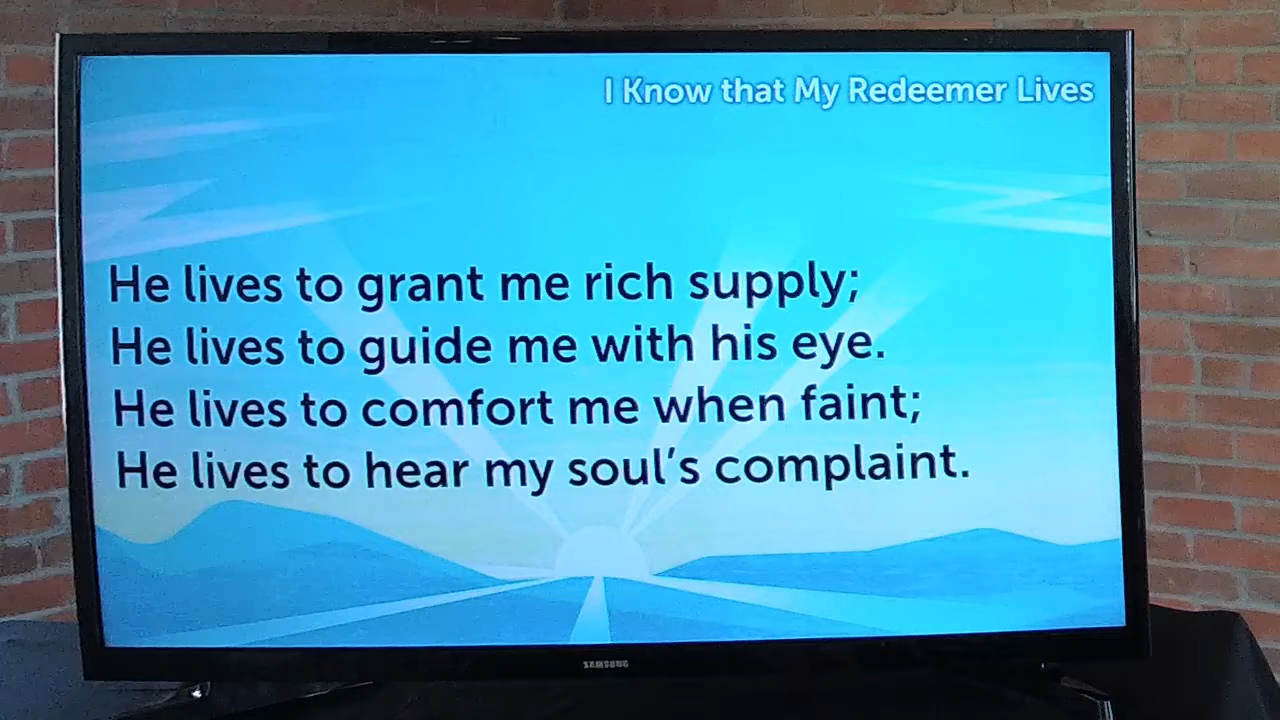 I Know that My Redeemer Lives
He lives to grant me rich supply;
He lives to guide me with his eye.
He lives to comfort me when faint;
He lives to hear my soul’s complaint.
SAMSUNG